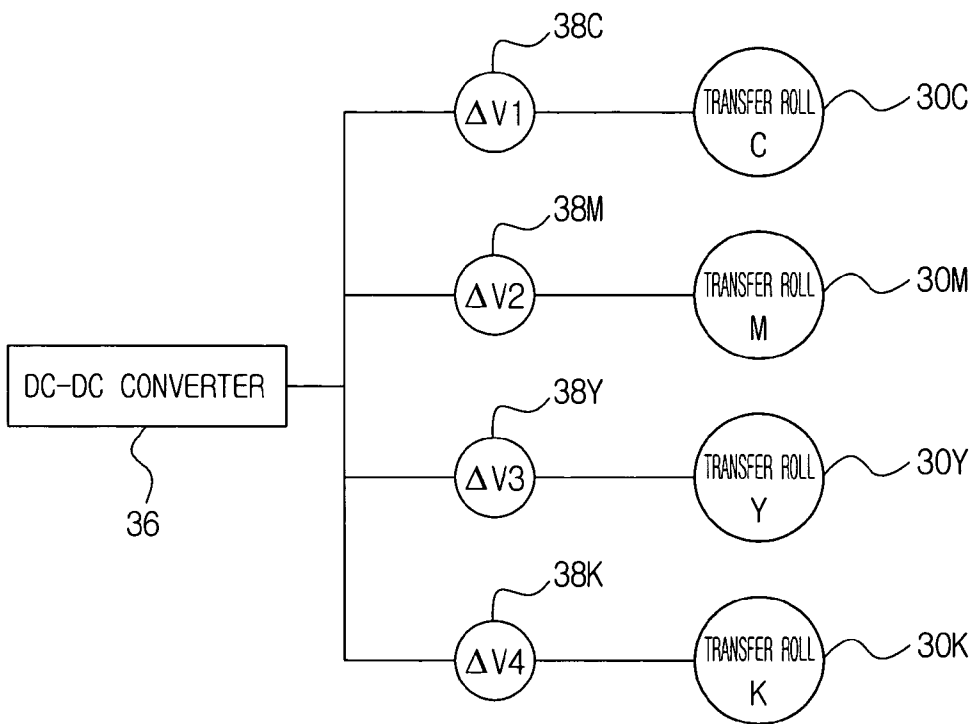 38C
ΔV1
TRANSFER ROLL
C
30C
38M
ΔV2
TRANSFER ROLL
M
30M
DC-DC CONVERTER
36
38Y
ΔV3
TRANSFER ROLL
Y
30Y
38K
ΔV4
TRANSFER ROLL
K
30K